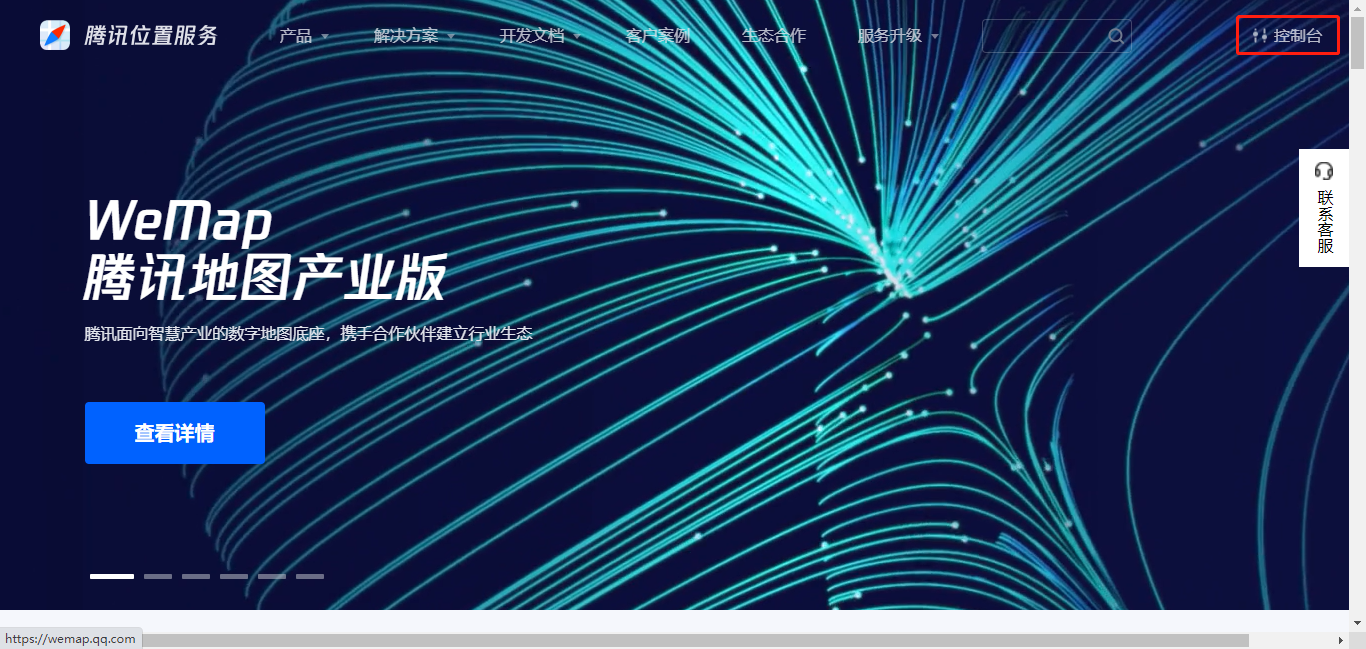 腾讯位置服务
产品
解决方案
开发文档
客户案例
生态合作
服务升级
控制台
联系客服
WeMap
腾讯地图产业版
腾讯面向智慧产业的数字地图底座，携手合作伙伴建立行业生态
查看详情
https://wemap.qq.com